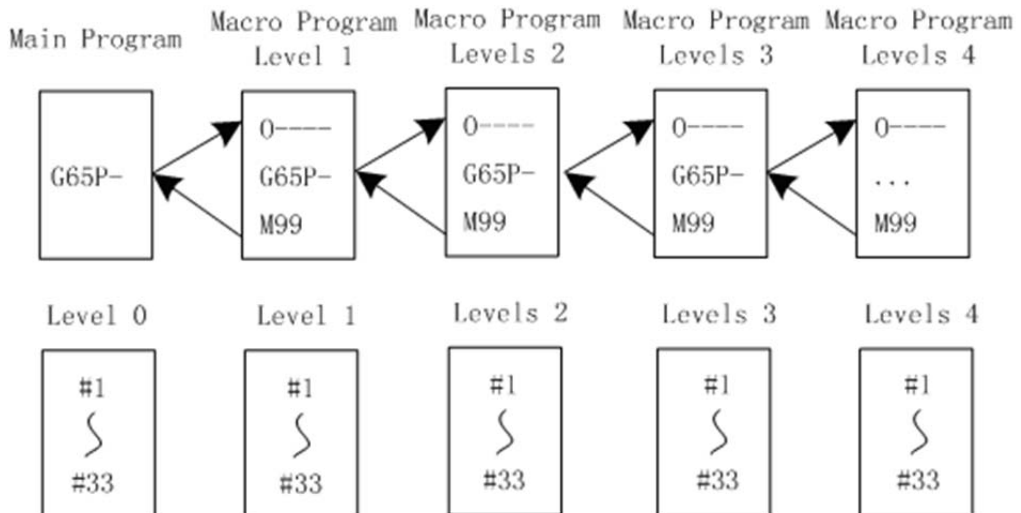 Main Program
Macro Program
Level 1
Macro Program
Levels 2
Macro Program
Levels 3
Macro Program
Levels 4
G65P-
O----
G65P-
M99
O----
G65P-
M99
O----
G65P-
M99
O----
...
M99
Level 0
Level 1
Levels 2
Levels 3
Levels 4
#1
#33
#1
#33
#1
#33
#1
#33
#1
#33